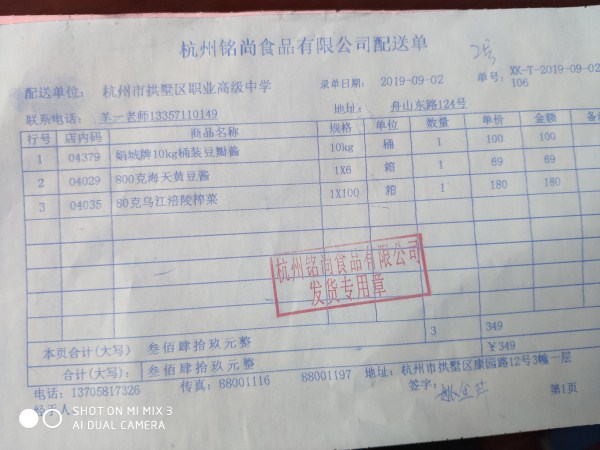 杭州铭尚食品有限公司配送单
2号
配送单位: 杭州市拱墅区职业高级中学 录单日期: 2019-09-02 单号: XK-T-2019-09-02
106
联系电话: 羊一老师13357110149 地址: 舟山东路124号
行号 店内码 商品名称 规格 单位 数量 单价 金额 备
1 04379 鹃城牌10kg桶装豆瓣酱 10kg 桶 1 100 100
2 04029 800克海天黄豆酱 1X6 箱 1 69 69
3 04035 80克乌江涪陵榨菜 1X100 箱 1 180 180
杭州铭尚食品有限公司
发货专用章
3 349
本页合计(大写) 叁佰肆拾玖元整 ¥349
合计:(大写) 叁佰肆拾玖元整
电话: 13705817326 传真: 88001116 88001197 地址: 杭州市拱墅区康园路12号3幢一层
经手人 签字: 第1页
SHOT ON MI MIX 3
AI DUAL CAMERA